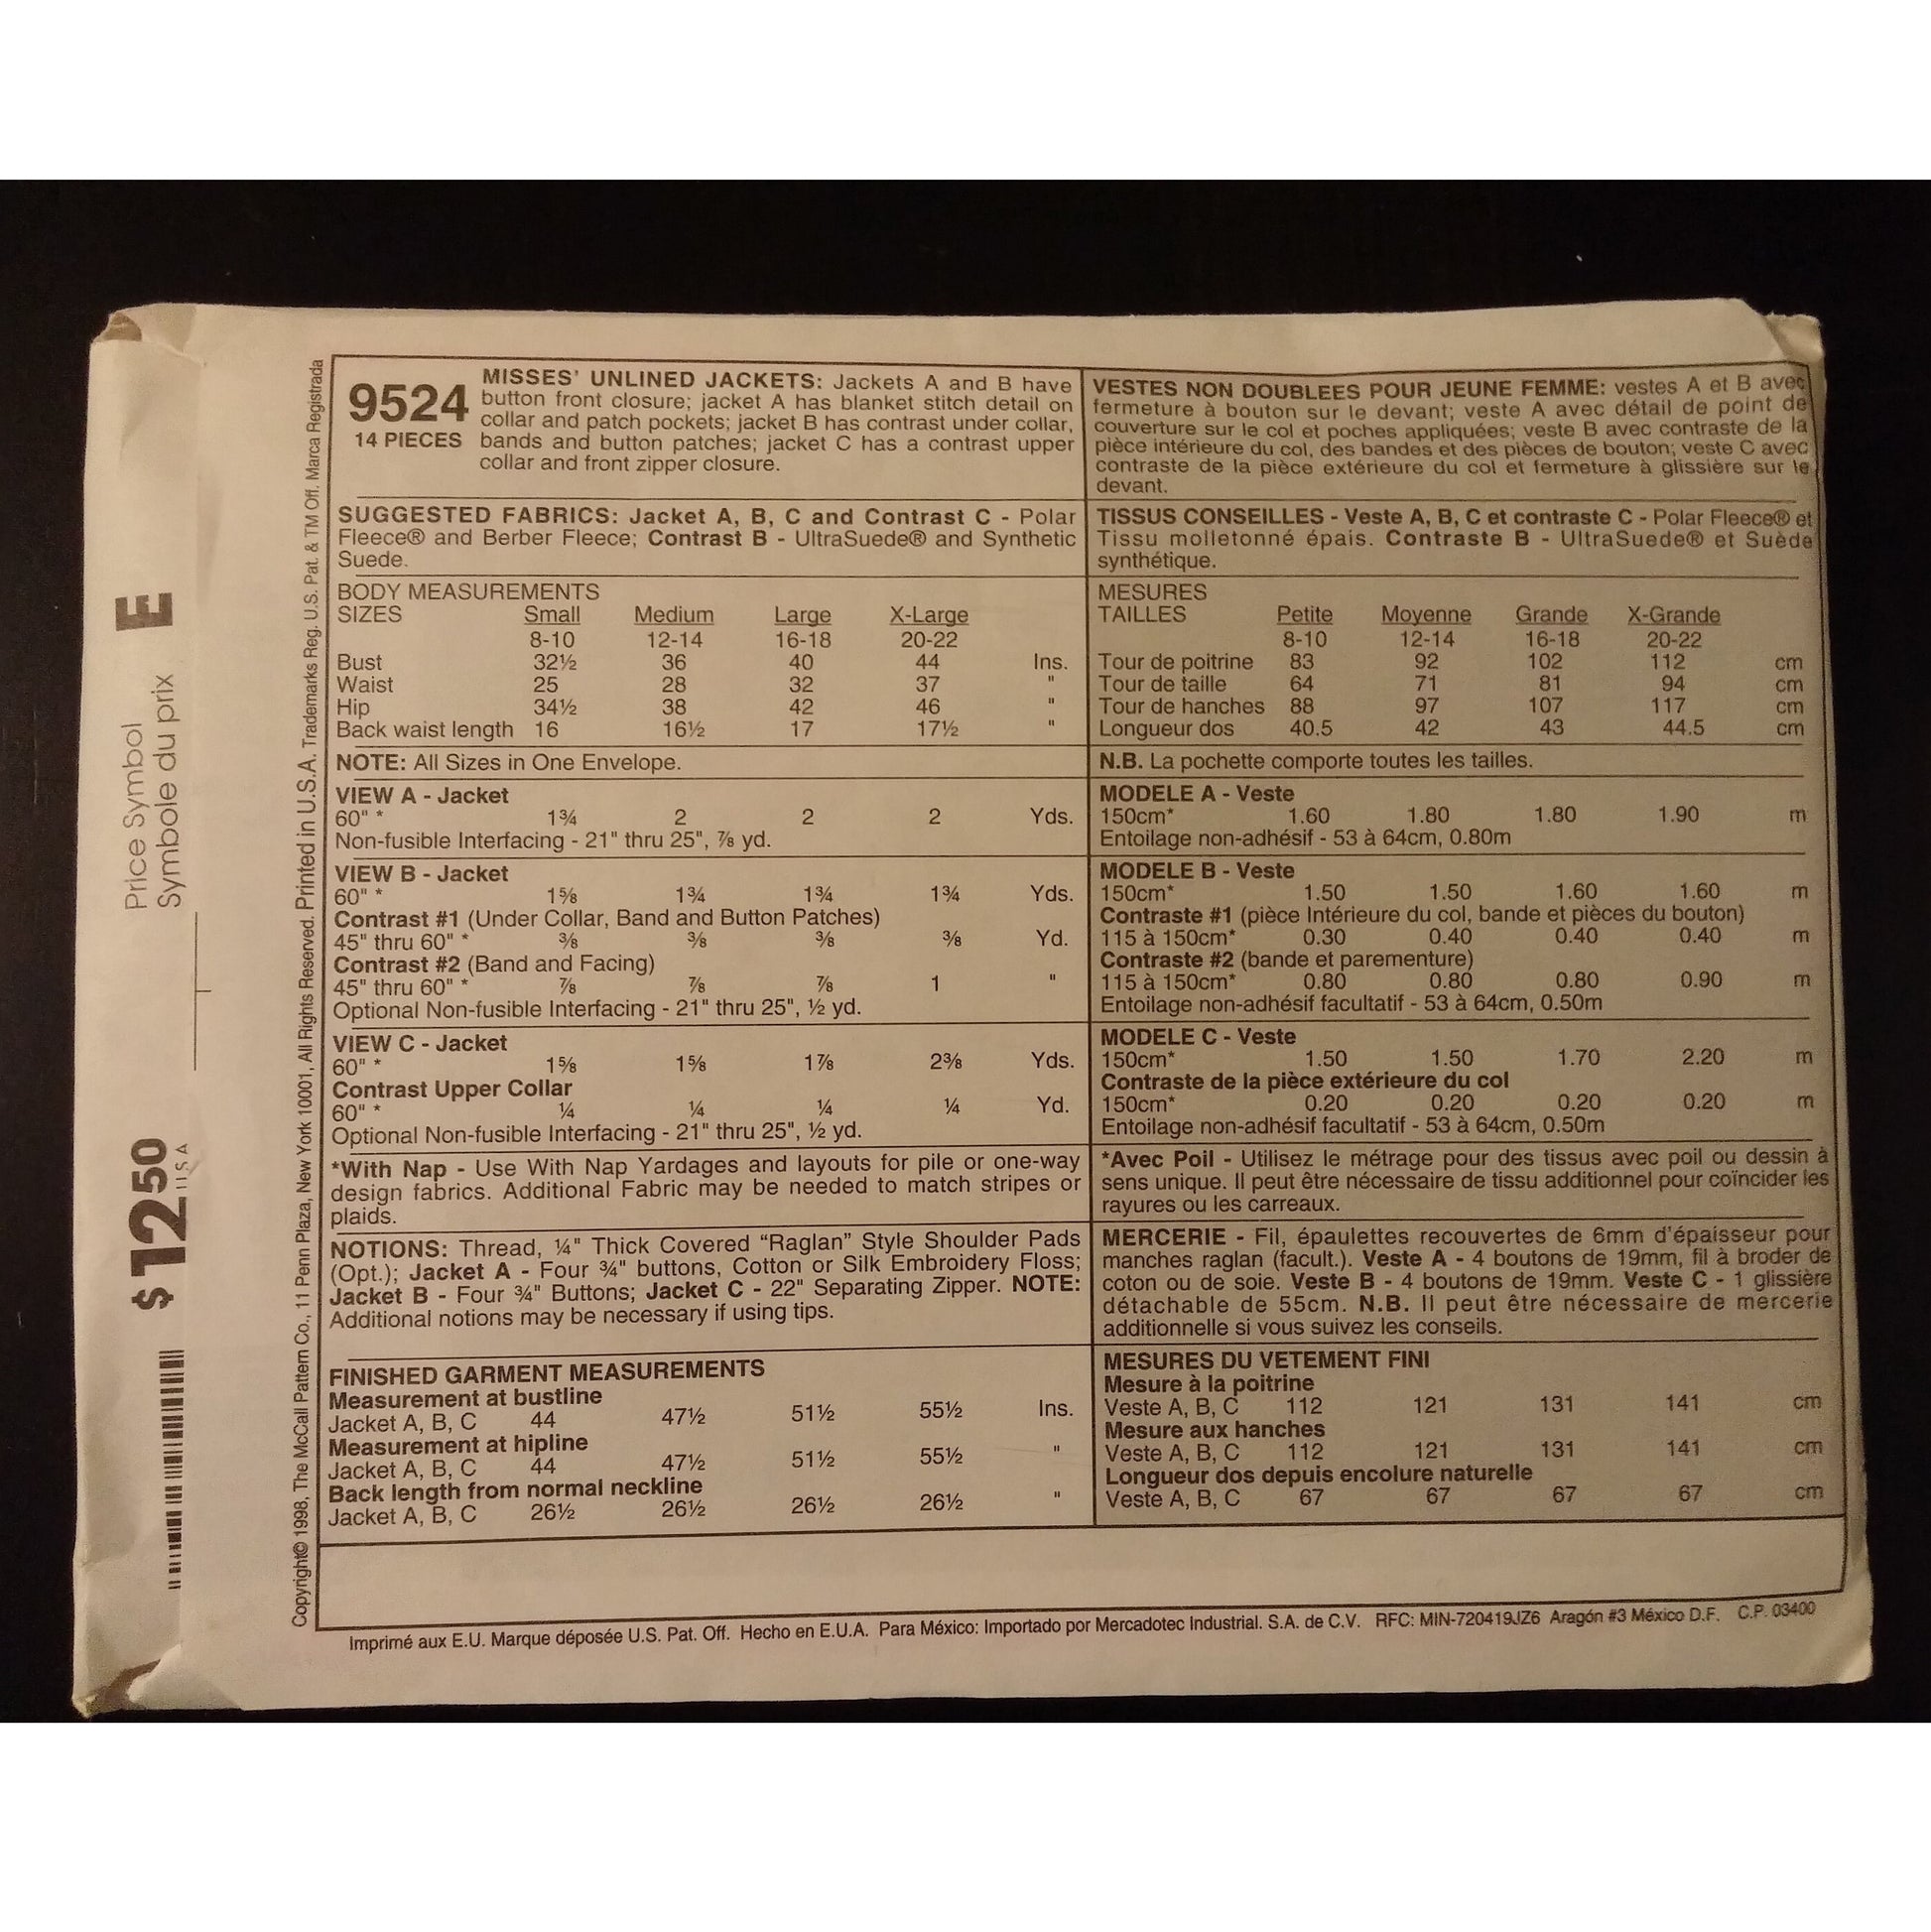 9524
14 PIECES
MISSES' UNLINED JACKETS: Jackets A and B have
button front closure; jacket A has blanket stitch detail on
collar and patch pockets; jacket B has contrast under collar,
bands and button patches; jacket C has a contrast upper
collar and front zipper closure.
SUGGESTED FABRICS: Jacket A, B, C and Contrast C - Polar
Fleece® and Berber Fleece; Contrast B - UltraSuede® and Synthetic
Suede.
BODY MEASUREMENTS
SIZES Small Medium Large X-Large
8-10 12-14 16-18 20-22
Bust 32½ 36 40 44 Ins.
Waist 25 28 32 37 "
Hip 34½ 38 42 46 "
Back waist length 16 16½ 17 17½ "
NOTE: All Sizes in One Envelope.
VIEW A - Jacket
60" * 1¾ 2 2 2 Yds.
Non-fusible Interfacing - 21" thru 25", ⅞ yd.
VIEW B - Jacket
60" * 1⅝ 1¾ 1¾ 1¾ Yds.
Contrast #1 (Under Collar, Band and Button Patches)
45" thru 60" * ⅜ ⅜ ⅜ ⅜ Yd.
Contrast #2 (Band and Facing)
45" thru 60" * ⅞ ⅞ ⅞ 1 "
Optional Non-fusible Interfacing - 21" thru 25", ½ yd.
VIEW C - Jacket
60" * 1⅝ 1⅝ 1⅞ 2⅜ Yds.
Contrast Upper Collar
60" * ¼ ¼ ¼ ¼ Yd.
Optional Non-fusible Interfacing - 21" thru 25", ½ yd.
*With Nap - Use With Nap Yardages and layouts for pile or one-way
design fabrics. Additional Fabric may be needed to match stripes or
plaids.
NOTIONS: Thread, ¼" Thick Covered “Raglan” Style Shoulder Pads
(Opt.); Jacket A - Four ¾" buttons, Cotton or Silk Embroidery Floss;
Jacket B - Four ¾" Buttons; Jacket C - 22" Separating Zipper. NOTE:
Additional notions may be necessary if using tips.
FINISHED GARMENT MEASUREMENTS
Measurement at bustline
Jacket A, B, C 44 47½ 51½ 55½ Ins.
Measurement at hipline
Jacket A, B, C 44 47½ 51½ 55½ "
Back length from normal neckline
Jacket A, B, C 26½ 26½ 26½ 26½ "
VESTES NON DOUBLEES POUR JEUNE FEMME: vestes A et B avec
fermeture à bouton sur le devant; veste A avec détail de point de
couverture sur le col et poches appliquées; veste B avec contraste de la
pièce intérieure du col, des bandes et des pièces de bouton; veste C avec
contraste de la pièce extérieure du col et fermeture à glissière sur le
devant.
TISSUS CONSEILLES - Veste A, B, C et contraste C - Polar Fleece® et
Tissu molletonné épais. Contraste B - UltraSuede® et Suède
synthétique.
MESURES
TAILLES Petite Moyenne Grande X-Grande
8-10 12-14 16-18 20-22
Tour de poitrine 83 92 102 112 cm
Tour de taille 64 71 81 94 cm
Tour de hanches 88 97 107 117 cm
Longueur dos 40.5 42 43 44.5 cm
N.B. La pochette comporte toutes les tailles.
MODELE A - Veste
150cm* 1.60 1.80 1.80 1.90 m
Entoilage non-adhésif - 53 à 64cm, 0.80m
MODELE B - Veste
150cm* 1.50 1.50 1.60 1.60 m
Contraste #1 (pièce Intérieure du col, bande et pièces du bouton)
115 à 150cm* 0.30 0.40 0.40 0.40 m
Contraste #2 (bande et parementure)
115 à 150cm* 0.80 0.80 0.80 0.90 m
Entoilage non-adhésif facultatif - 53 à 64cm, 0.50m
MODELE C - Veste
150cm* 1.50 1.50 1.70 2.20 m
Contraste de la pièce extérieure du col
150cm* 0.20 0.20 0.20 0.20 m
Entoilage non-adhésif facultatif - 53 à 64cm, 0.50m
*Avec Poil - Utilisez le métrage pour des tissus avec poil ou dessin à
sens unique. Il peut être nécessaire de tissu additionnel pour coïncider les
rayures ou les carreaux.
MERCERIE - Fil, épaulettes recouvertes de 6mm d'épaisseur pour
manches raglan (facult.). Veste A - 4 boutons de 19mm, fil à broder de
coton ou de soie. Veste B - 4 boutons de 19mm. Veste C - 1 glissière
détachable de 55cm. N.B. Il peut être nécessaire de mercerie
additionnelle si vous suivez les conseils.
MESURES DU VETEMENT FINI
Mesure à la poitrine
Veste A, B, C 112 121 131 141 cm
Mesure aux hanches
Veste A, B, C 112 121 131 141 cm
Longueur dos depuis encolure naturelle
Veste A, B, C 67 67 67 67 cm
Imprimé aux E.U. Marque déposée U.S. Pat. Off. Hecho en E.U.A. Para México: Importado por Mercadotec Industrial. S.A. de C.V. RFC: MIN-720419JZ6 Aragón #3 México D.F. C.P. 03400
Copyright© 1998, The McCall Pattern Co., 11 Penn Plaza, New York 10001, All Rights Reserved. Printed in U.S.A. Trademarks Reg. U.S. Pat. & TM Off. Marca Registrada
$12.50
USA
Price Symbol
Symbole du prix
E